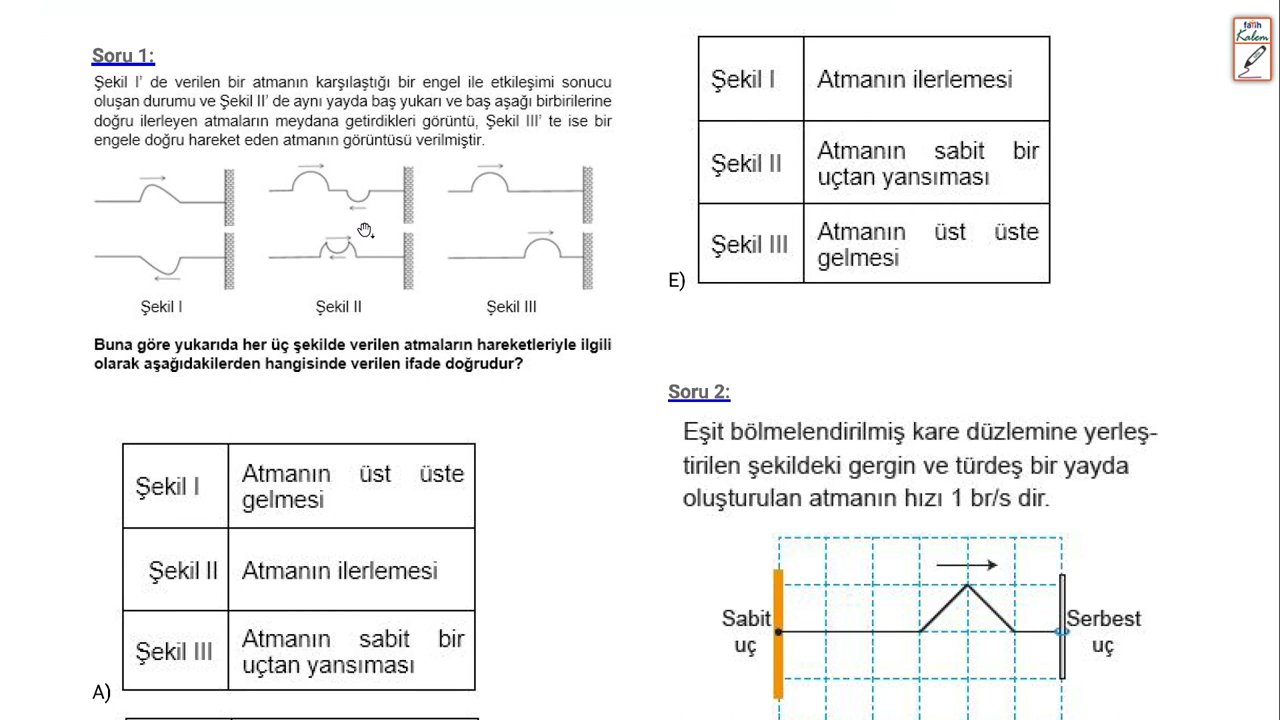 Soru 1:
Şekil I' de verilen bir atmanın karşılaştığı bir engel ile etkileşimi sonucu
oluşan durumu ve Şekil II' de aynı yayda baş yukarı ve baş aşağı birbirilerine
doğru ilerleyen atmaların meydana getirdikleri görüntü, Şekil III' te ise bir
engele doğru hareket eden atmanın görüntüsü verilmiştir.
Şekil I
Şekil II
Şekil III
Buna göre yukarıda her üç şekilde verilen atmaların hareketleriyle ilgili
olarak aşağıdakilerden hangisinde verilen ifade doğrudur?
Şekil I
Atmanın üst üste
gelmesi
Şekil II
Atmanın ilerlemesi
Şekil III
Atmanın sabit bir
uçtan yansıması
A)
Şekil I
Atmanın ilerlemesi
Şekil II
Atmanın sabit bir
uçtan yansıması
Şekil III
Atmanın üst üste
gelmesi
E)
Soru 2:
Eşit bölmelendirilmiş kare düzlemine yerleş-
tirilen şekildeki gergin ve türdeş bir yayda
oluşturulan atmanın hızı 1 br/s dir.
Sabit
uç
Serbest
uç
fatih
Kalem